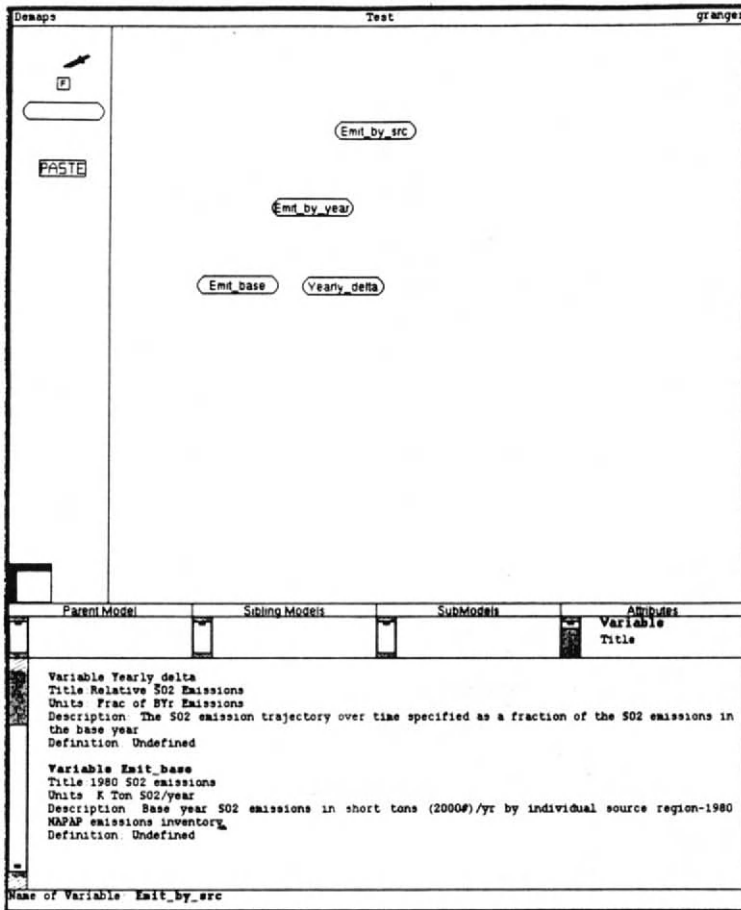 Demaps Test granger
F
PASTE
Emit_by_src
Emit_by_year
Emit_base Yearly_delta
Parent Model Sibling Models SubModels Attributes
Variable
Title
Variable Yearly_delta
Title: Relative SO2 Emissions
Units: Frac of BYr Emissions
Description: The SO2 emission trajectory over time specified as a fraction of the SO2 emissions in
the base year
Definition: Undefined
Variable Emit_base
Title: 1980 SO2 emissions
Units: K Ton SO2/year
Description: Base year SO2 emissions in short tons (2000#)/yr by individual source region-1980
NAPAP emissions inventory
Definition: Undefined
Name of Variable: Emit_by_src